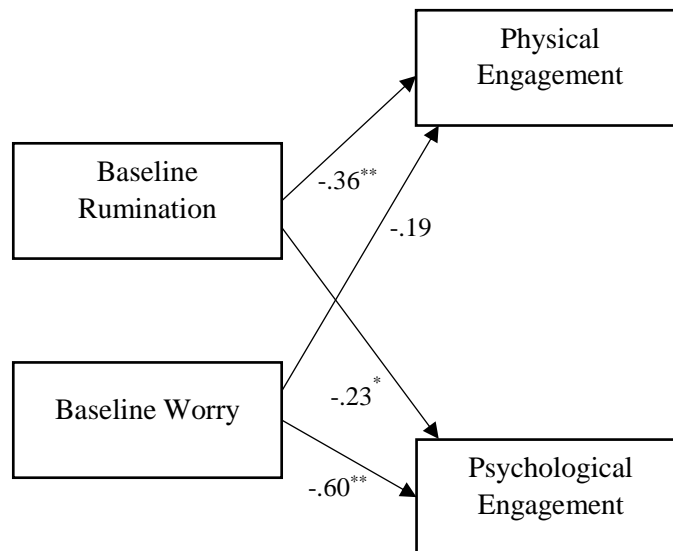 Physical
Engagement
Baseline
Rumination
-.36**
-.19
Baseline Worry
-.23*
-.60**
Psychological
Engagement